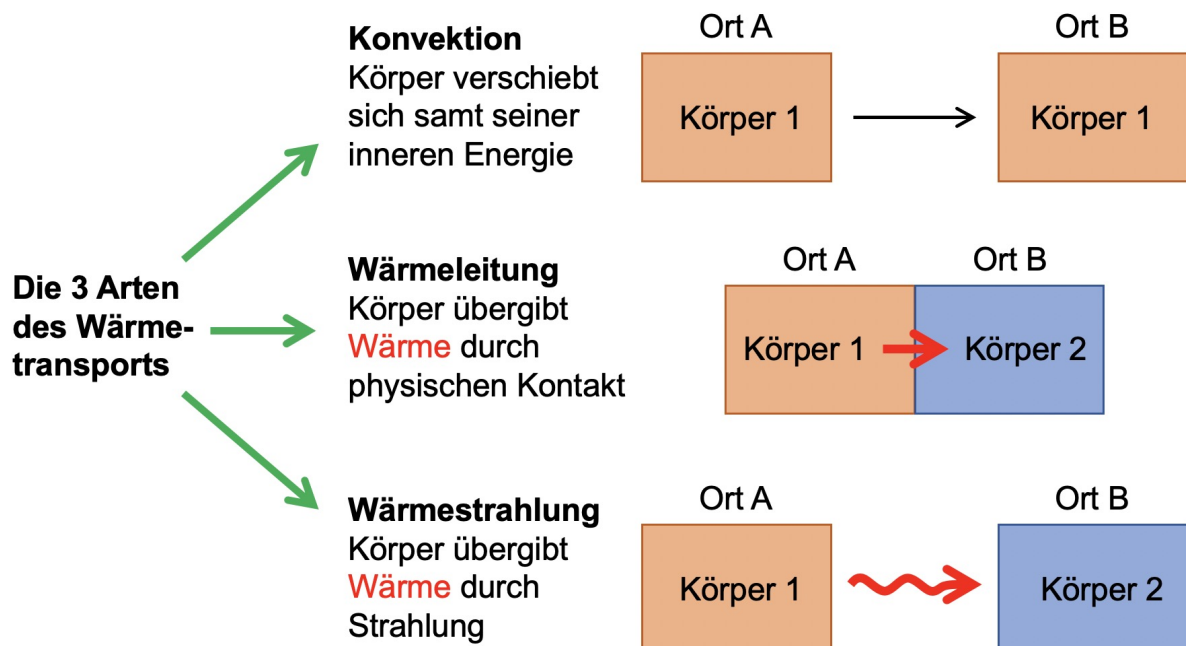 Die 3 Arten
des Wärme-
transports
Konvektion
Körper verschiebt
sich samt seiner
inneren Energie
Ort A
Ort B
Körper 1
Körper 1
Wärmeleitung
Körper übergibt
Wärme durch
physischen Kontakt
Ort A
Ort B
Körper 1
Körper 2
Wärmestrahlung
Körper übergibt
Wärme durch
Strahlung
Ort A
Ort B
Körper 1
Körper 2